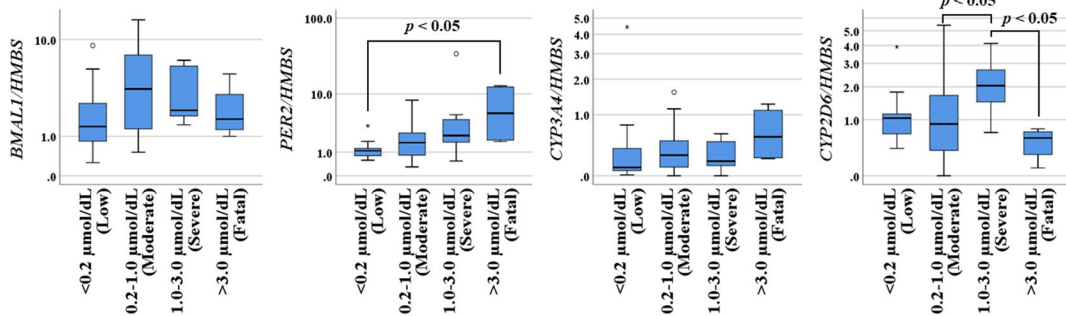 BMAL1/HMBS
10.0
1.0
.0
<0.2 μmol/dL
(Low)
0.2-1.0 μmol/dL
(Moderate)
1.0-3.0 μmol/dL
(Severe)
>3.0 μmol/dL
(Fatal)
PER2/HMBS
100.0
10.0
1.0
.0
p < 0.05
<0.2 μmol/dL
(Low)
0.2-1.0 μmol/dL
(Moderate)
1.0-3.0 μmol/dL
(Severe)
>3.0 μmol/dL
(Fatal)
CYP3A4/HMBS
5.0
4.0
3.0
2.0
1.0
.0
<0.2 μmol/dL
(Low)
0.2-1.0 μmol/dL
(Moderate)
1.0-3.0 μmol/dL
(Severe)
>3.0 μmol/dL
(Fatal)
CYP2D6/HMBS
5.0
4.0
3.0
2.0
1.0
.0
p < 0.05
p < 0.05
<0.2 μmol/dL
(Low)
0.2-1.0 μmol/dL
(Moderate)
1.0-3.0 μmol/dL
(Severe)
>3.0 μmol/dL
(Fatal)